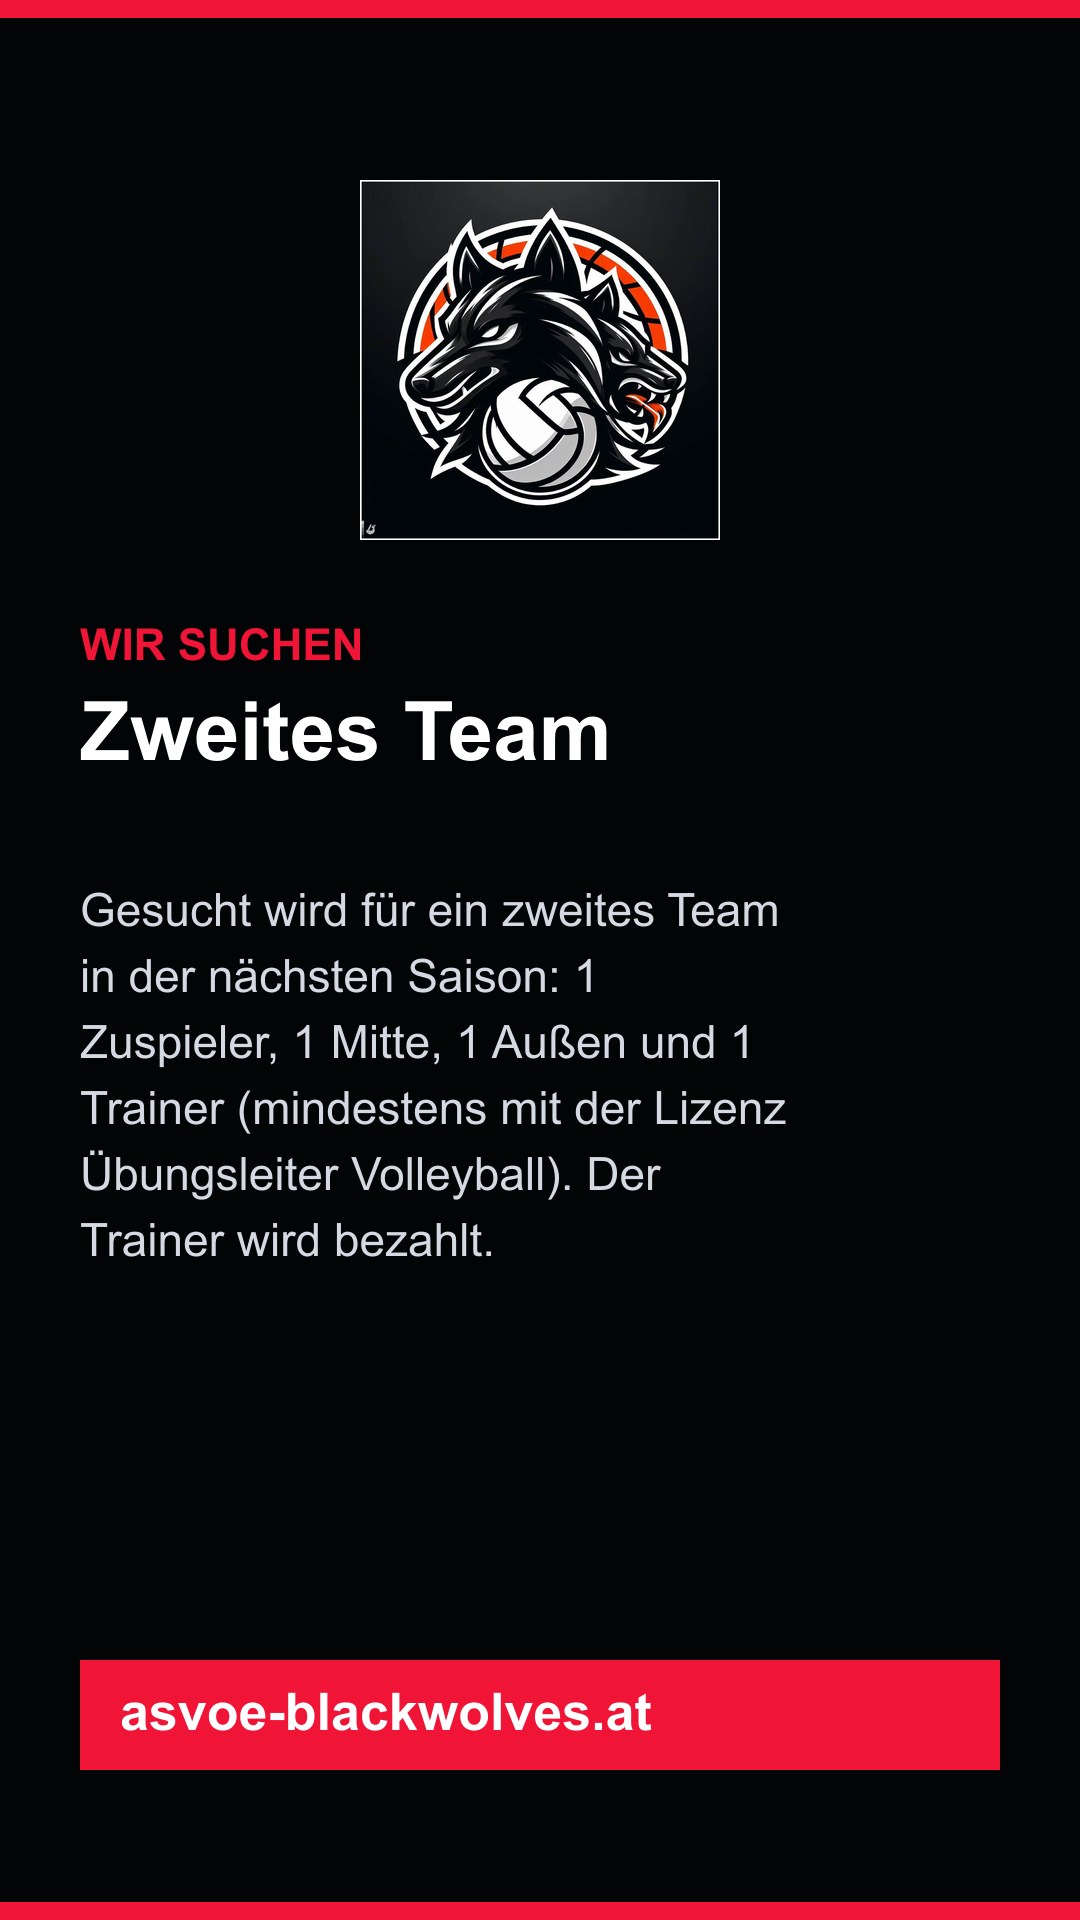 WIR SUCHEN
Zweites Team
Gesucht wird für ein zweites Team
in der nächsten Saison: 1
Zuspieler, 1 Mitte, 1 Außen und 1
Trainer (mindestens mit der Lizenz
Übungsleiter Volleyball). Der
Trainer wird bezahlt.
asvoe-blackwolves.at